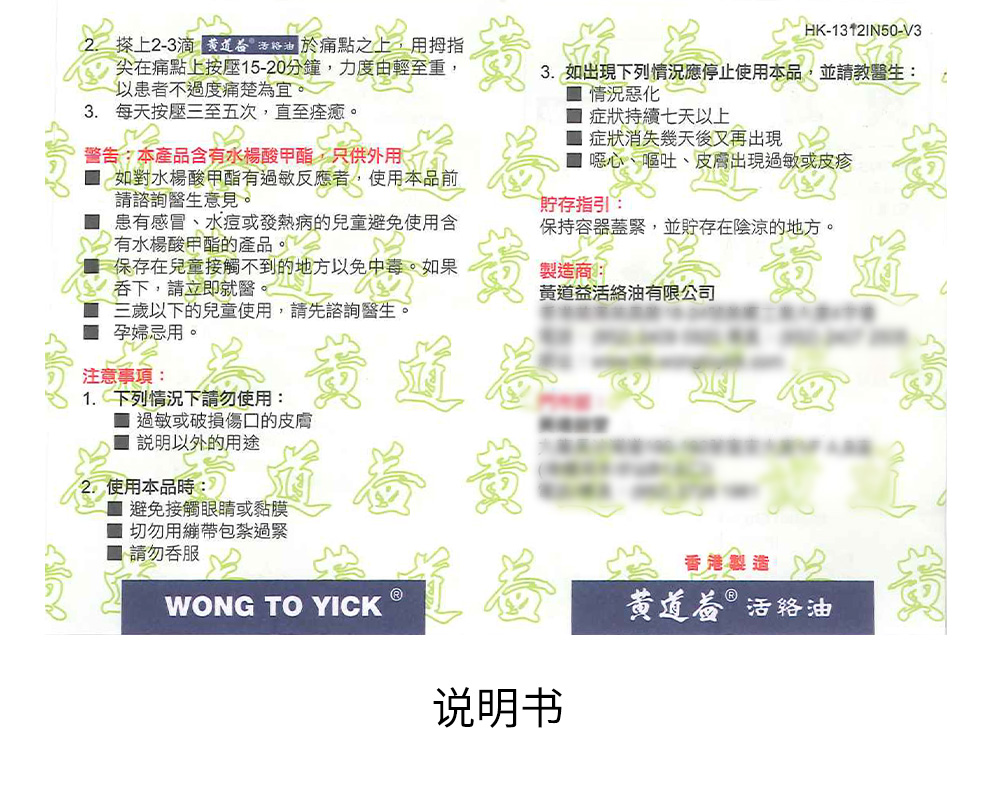 2. 搽上2-3滴 黃道益® 活絡油 於痛點之上，用拇指
尖在痛點上按壓15-20分鐘，力度由輕至重，
以患者不過度痛楚為宜。
3. 每天按壓三至五次，直至痊癒。
警告：本產品含有水楊酸甲酯，只供外用
■ 如對水楊酸甲酯有過敏反應者，使用本品前
請諮詢醫生意見。
■ 患有感冒、水痘或發熱病的兒童避免使用含
有水楊酸甲酯的產品。
■ 保存在兒童接觸不到的地方以免中毒。如果
吞下，請立即就醫。
■ 三歲以下的兒童使用，請先諮詢醫生。
■ 孕婦忌用。
注意事項：
1. 下列情況下請勿使用：
■ 過敏或破損傷口的皮膚
■ 説明以外的用途
2. 使用本品時：
■ 避免接觸眼睛或黏膜
■ 切勿用繃帶包紮過緊
■ 請勿吞服
WONG TO YICK ®
HK-1312IN50-V3
3. 如出現下列情況應停止使用本品，並請教醫生：
■ 情況惡化
■ 症狀持續七天以上
■ 症狀消失幾天後又再出現
■ 噁心、嘔吐、皮膚出現過敏或皮疹
貯存指引：
保持容器蓋緊，並貯存在陰涼的地方。
製造商：
黃道益活絡油有限公司
香港製造
黃道益® 活絡油
说明书